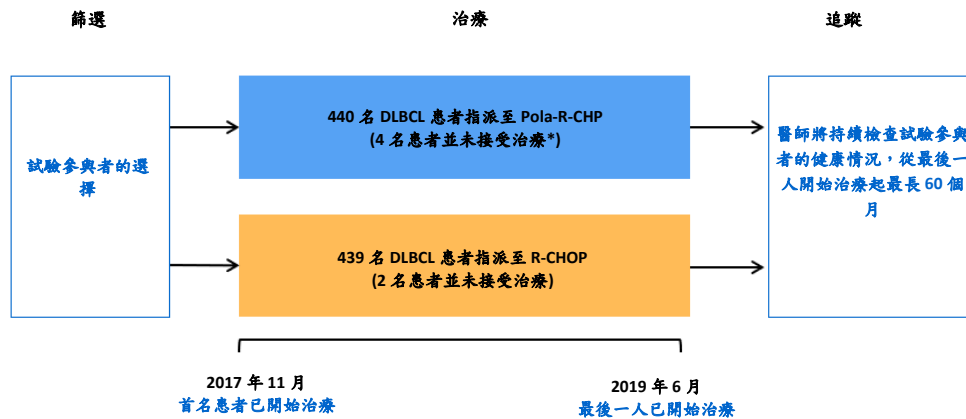 篩選
治療
追蹤
試驗參與者的選
擇
440 名 DLBCL 患者指派至 Pola-R-CHP
(4 名患者並未接受治療*)
439 名 DLBCL 患者指派至 R-CHOP
(2 名患者並未接受治療)
醫師將持續檢查試驗參與
者的健康情況，從最後一
人開始治療起最長 60 個
月
2017 年 11 月
首名患者已開始治療
2019 年 6 月
最後一人已開始治療